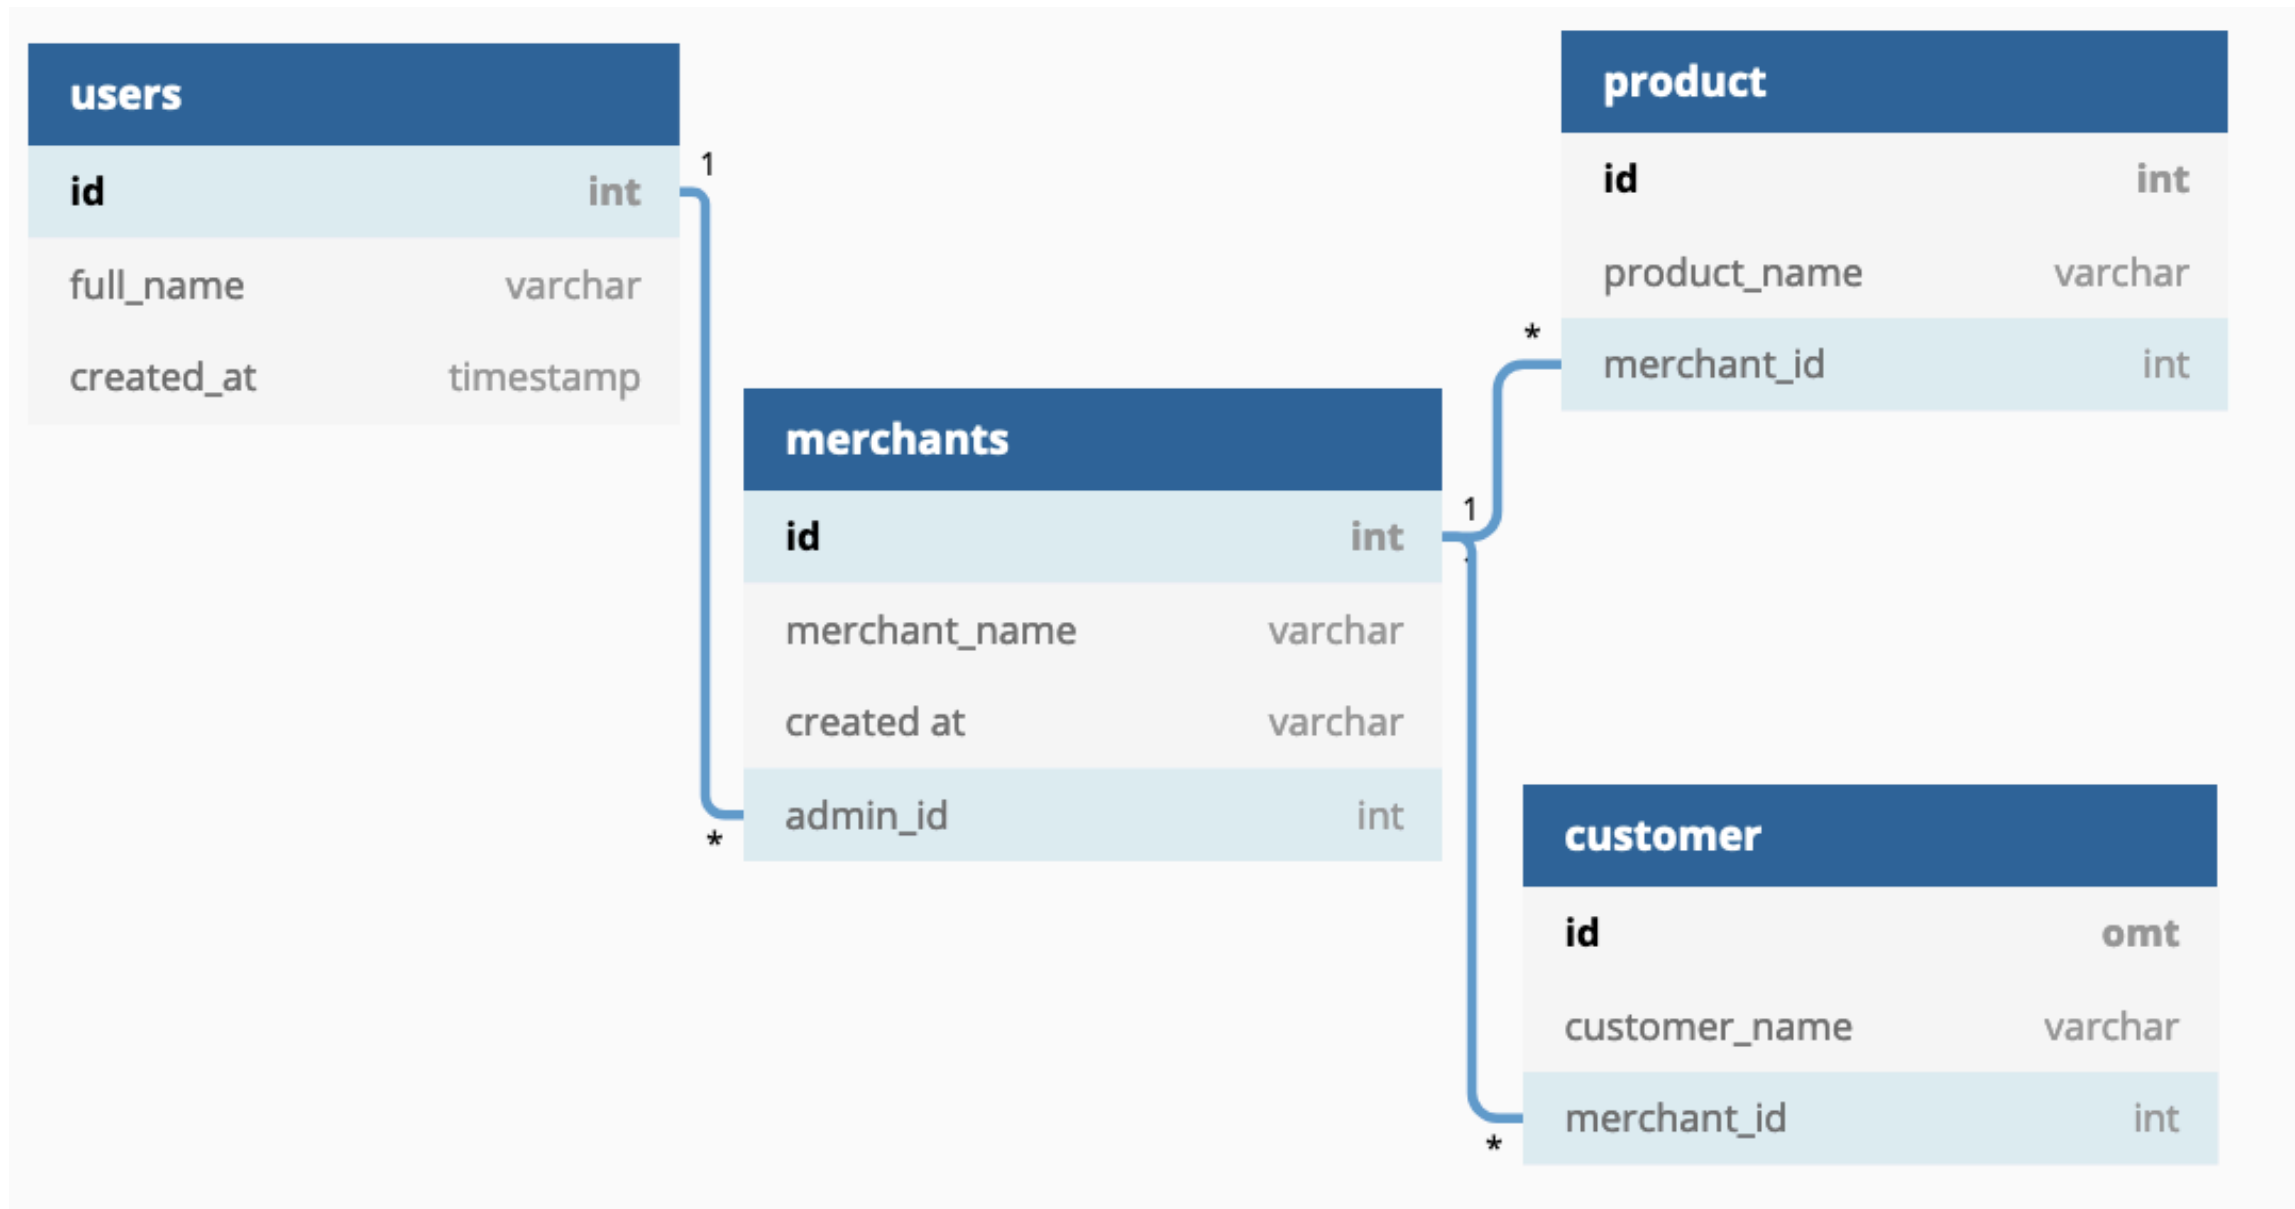 users
id int
full_name varchar
created_at timestamp
1
*
merchants
id int
merchant_name varchar
created at varchar
admin_id int
1
*
product
id int
product_name varchar
merchant_id int
*
customer
id omt
customer_name varchar
merchant_id int